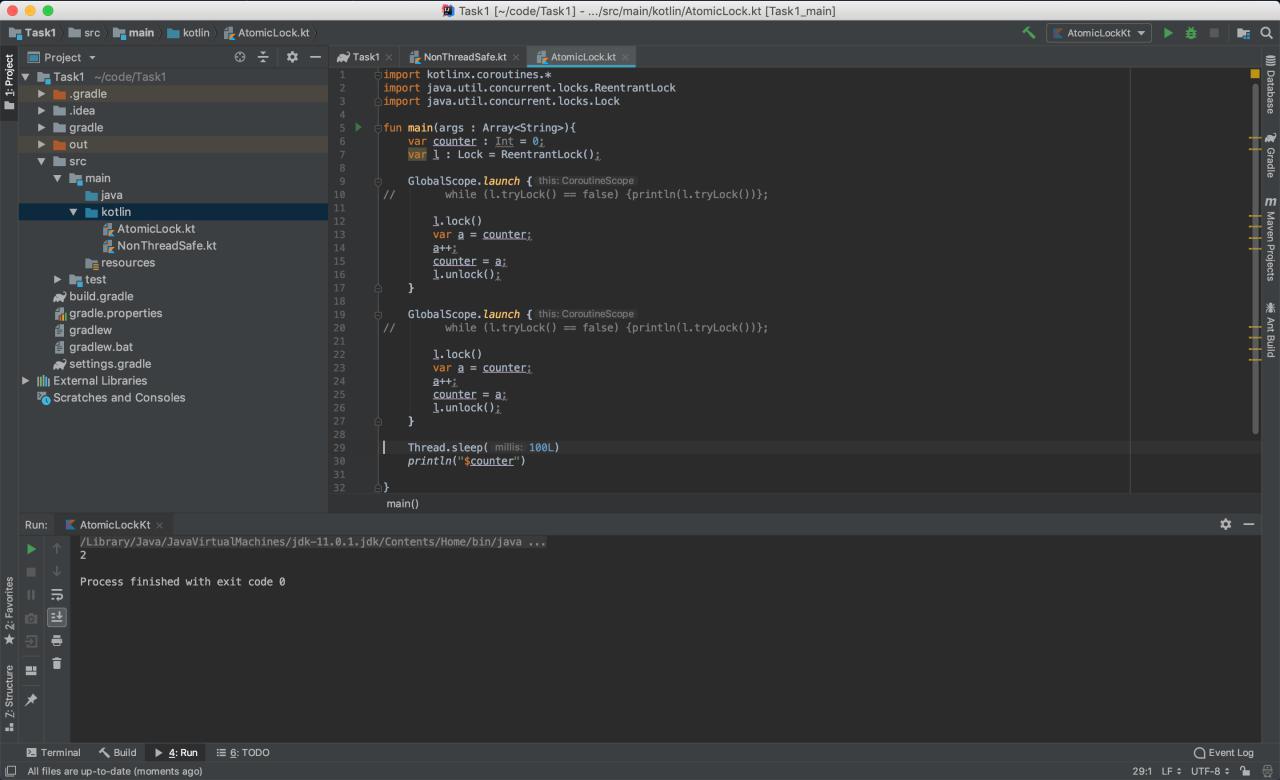 Task1 [~/code/Task1] - .../src/main/kotlin/AtomicLock.kt [Task1_main]
Task1 src main kotlin AtomicLock.kt AtomicLockKt
Project Task1 NonThreadSafe.kt AtomicLock.kt
1: Project
Task1 ~/code/Task1
.gradle
.idea
gradle
out
src
main
java
kotlin
AtomicLock.kt
NonThreadSafe.kt
resources
test
build.gradle
gradle.properties
gradlew
gradlew.bat
settings.gradle
External Libraries
Scratches and Consoles
1 import kotlinx.coroutines.*
2 import java.util.concurrent.locks.ReentrantLock
3 import java.util.concurrent.locks.Lock
4
5 fun main(args : Array<String>){
6 var counter : Int = 0;
7 var l : Lock = ReentrantLock();
8
9 GlobalScope.launch { this: CoroutineScope
10 // while (l.tryLock() == false) {println(l.tryLock())};
11
12 l.lock()
13 var a = counter;
14 a++;
15 counter = a;
16 l.unlock();
17 }
18
19 GlobalScope.launch { this: CoroutineScope
20 // while (l.tryLock() == false) {println(l.tryLock())};
21
22 l.lock()
23 var a = counter;
24 a++;
25 counter = a;
26 l.unlock();
27 }
28
29 Thread.sleep( millis: 100L)
30 println("$counter")
31
32 }
main()
Database
Gradle
m Maven Projects
Ant Build
Run: AtomicLockKt
/Library/Java/JavaVirtualMachines/jdk-11.0.1.jdk/Contents/Home/bin/java ...
2
Process finished with exit code 0
2: Favorites
Z: Structure
Terminal Build 4: Run 6: TODO Event Log
All files are up-to-date (moments ago) 29:1 LF UTF-8